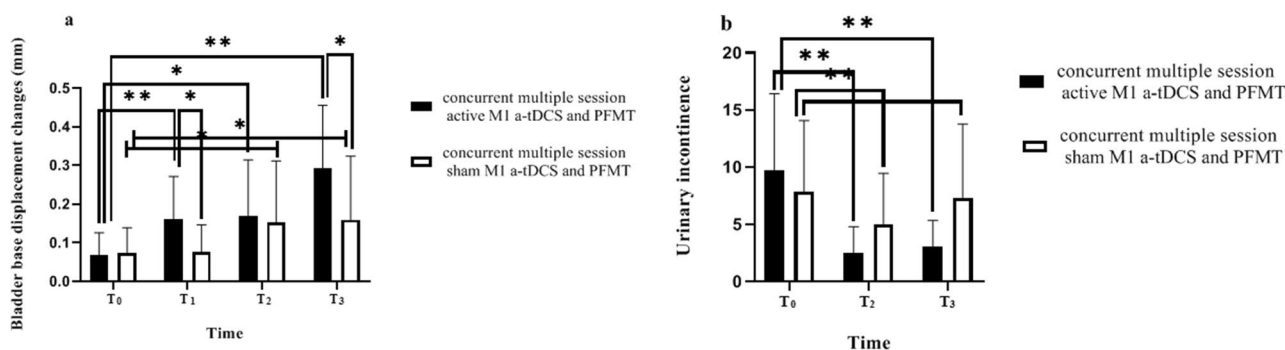 a
Bladder base displacement changes (mm)
0.5
0.4
0.3
0.2
0.1
0.0
**
*
*
** *
*
*
T₀ T₁ T₂ T₃
Time
concurrent multiple session
active M1 a-tDCS and PFMT
concurrent multiple session
sham M1 a-tDCS and PFMT
b
Urinary incontinence
20
15
10
5
0
**
**
**
T₀ T₂ T₃
Time
concurrent multiple session
active M1 a-tDCS and PFMT
concurrent multiple session
sham M1 a-tDCS and PFMT